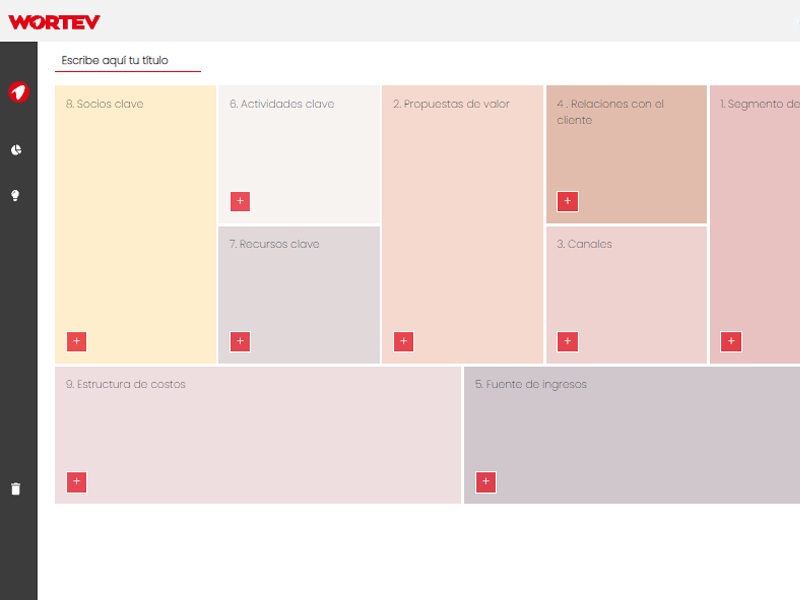 WORTEV
Escribe aquí tu título
8. Socios clave
6. Actividades clave
2. Propuestas de valor
4 . Relaciones con el
cliente
1. Segmento de
7. Recursos clave
3. Canales
9. Estructura de costos
5. Fuente de ingresos